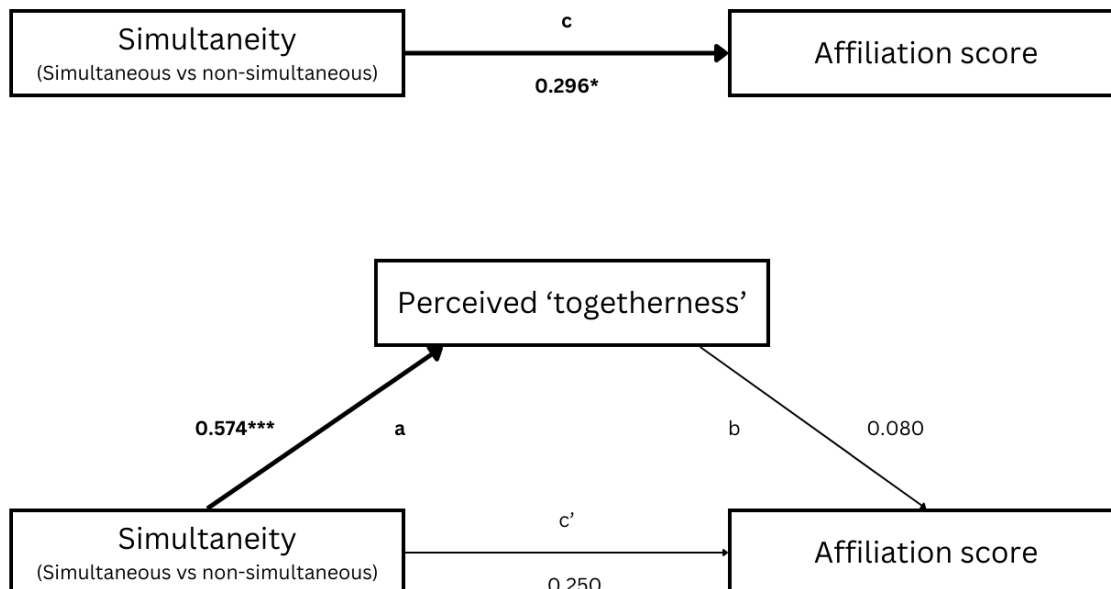 c
Simultaneity
(Simultaneous vs non-simultaneous)
Affiliation score
0.296*
Perceived ‘togetherness’
0.574***
a
b
0.080
Simultaneity
(Simultaneous vs non-simultaneous)
c’
Affiliation score
0.250